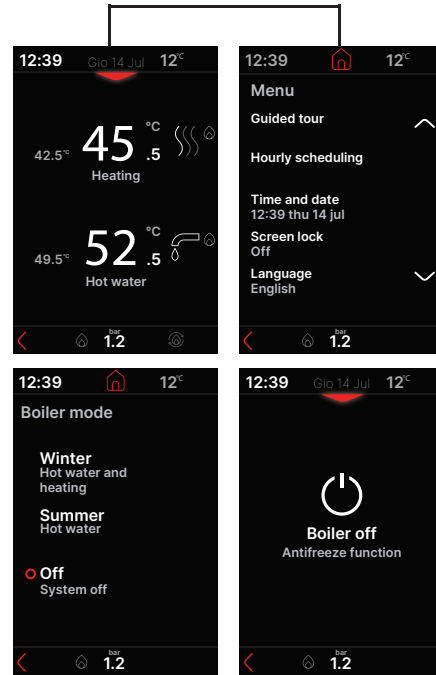 12:39 Gio 14 Jul 12°C
42.5°C 45.5 °C
Heating
49.5°C 52.5 °C
Hot water
bar
1.2
12:39 12°C
Menu
Guided tour
Hourly scheduling
Time and date
12:39 thu 14 jul
Screen lock
Off
Language
English
bar
1.2
12:39 12°C
Boiler mode
Winter
Hot water and
heating
Summer
Hot water
Off
System off
bar
1.2
12:39 Gio 14 Jul 12°C
Boiler off
Antifreeze function
bar
1.2